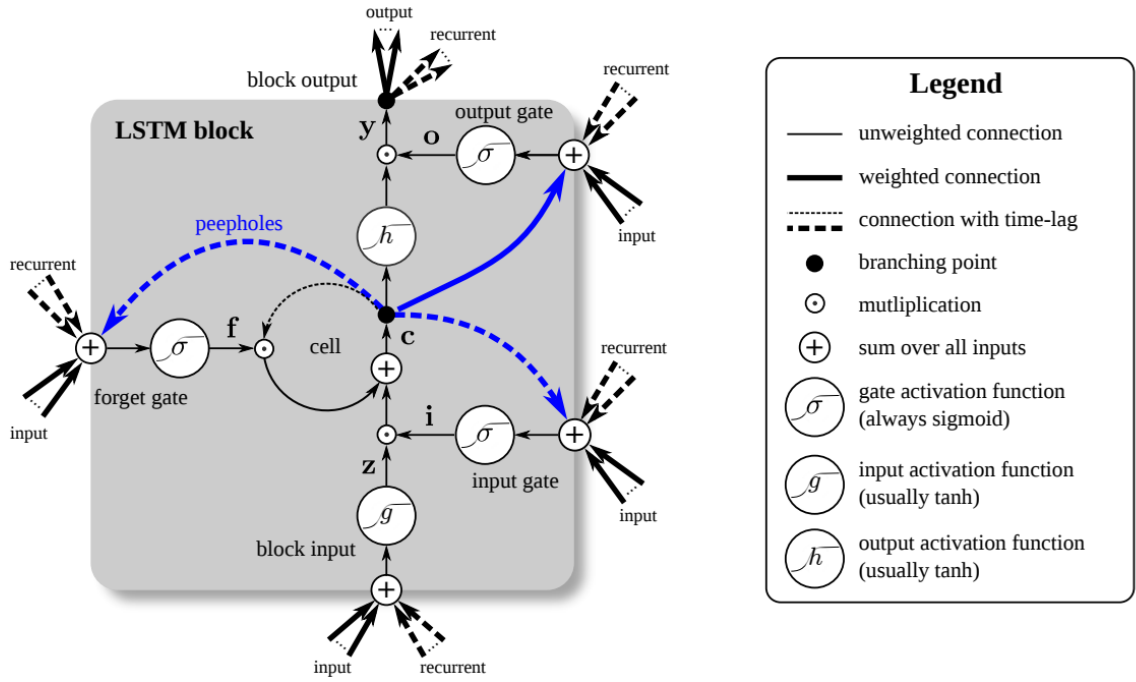 output
recurrent
block output
recurrent
LSTM block
output gate
y
o
σ
+
input
peepholes
h
recurrent
f
σ
+
cell
c
+
forget gate
input
recurrent
i
σ
+
z
input gate
g
input
block input
+
input
recurrent
Legend
unweighted connection
weighted connection
connection with time-lag
branching point
mutliplication
+
sum over all inputs
σ
gate activation function
(always sigmoid)
g
input activation function
(usually tanh)
h
output activation function
(usually tanh)